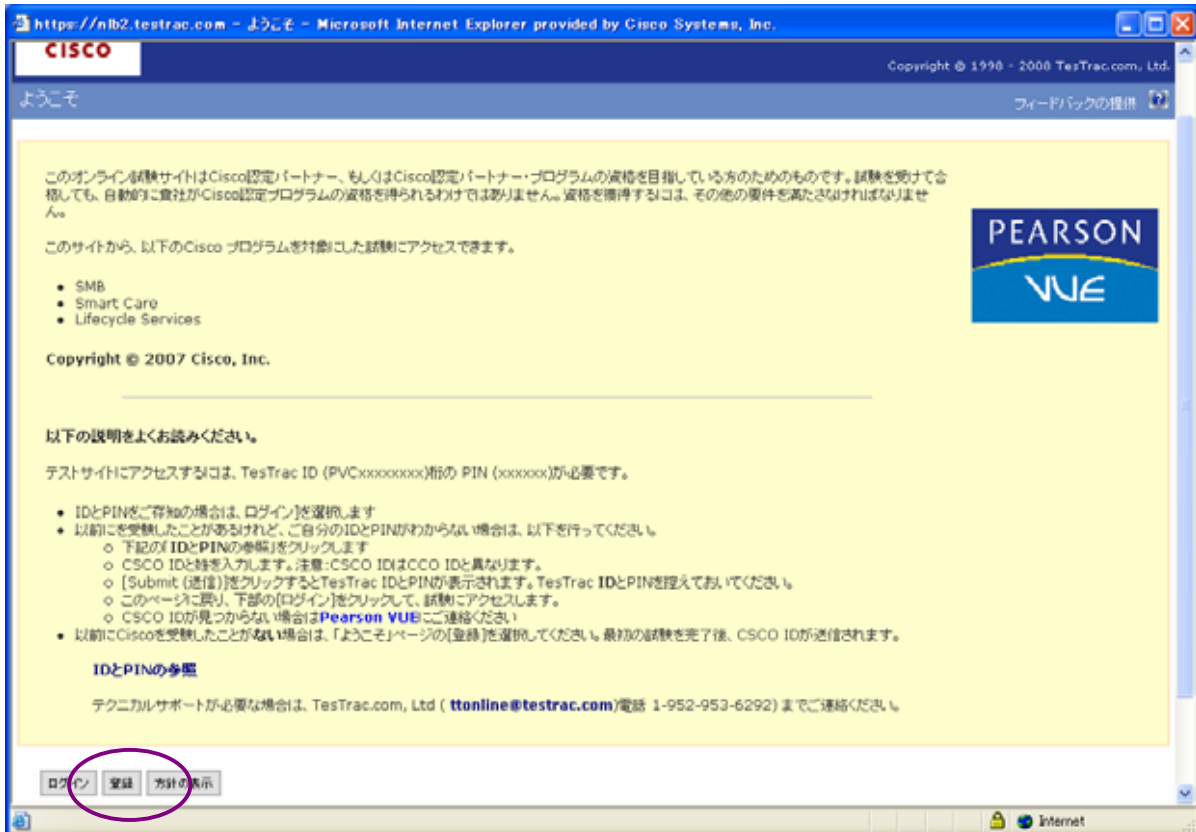 https://nlb2.testrac.com - ようこそ - Microsoft Internet Explorer provided by Cisco Systems, Inc.
CISCO
Copyright © 1998 - 2008 TesTrac.com, Ltd.
ようこそ
フィードバックの提供
このオンライン試験サイトはCisco認定パートナー、もしくはCisco認定パートナー・プログラムの資格を目指している方のためのものです。試験を受けて合
格しても、自動的に貴社がCisco認定プログラムの資格を得られるわけではありません。資格を獲得するには、その他の要件を満たさなければなりませ
ん。
このサイトから、以下のCisco プログラムを対象にした試験にアクセスできます。
• SMB
• Smart Care
• Lifecycle Services
PEARSON
VUE
Copyright © 2007 Cisco, Inc.
以下の説明をよくお読みください。
テストサイトにアクセスするには、TesTrac ID (PVCxxxxxxxx)桁の PIN (xxxxxx)が必要です。
• IDとPINをご存知の場合は、ログイン]を選択します
• 以前にを受験したことがあるけれど、ご自分のIDとPINがわからない場合は、以下を行ってください。
o 下記の「IDとPINの参照」をクリックします
o CSCO IDと姓を入力します。注意:CSCO IDはCCO IDと異なります。
o [Submit (送信)]をクリックするとTesTrac IDとPINが表示されます。TesTrac IDとPINを控えておいてください。
o このページに戻り、下部の[ログイン]をクリックして、試験にアクセスします。
o CSCO IDが見つからない場合はPearson VUEにご連絡ください
• 以前にCiscoを受験したことがない場合は、「ようこそ」ページの[登録]を選択してください。最初の試験を完了後、CSCO IDが送信されます。
IDとPINの参照
テクニカルサポートが必要な場合は、TesTrac.com, Ltd ( ttonline@testrac.com)電話 1-952-953-6292) までご連絡ください。
ログイン 登録 方針の表示
Internet